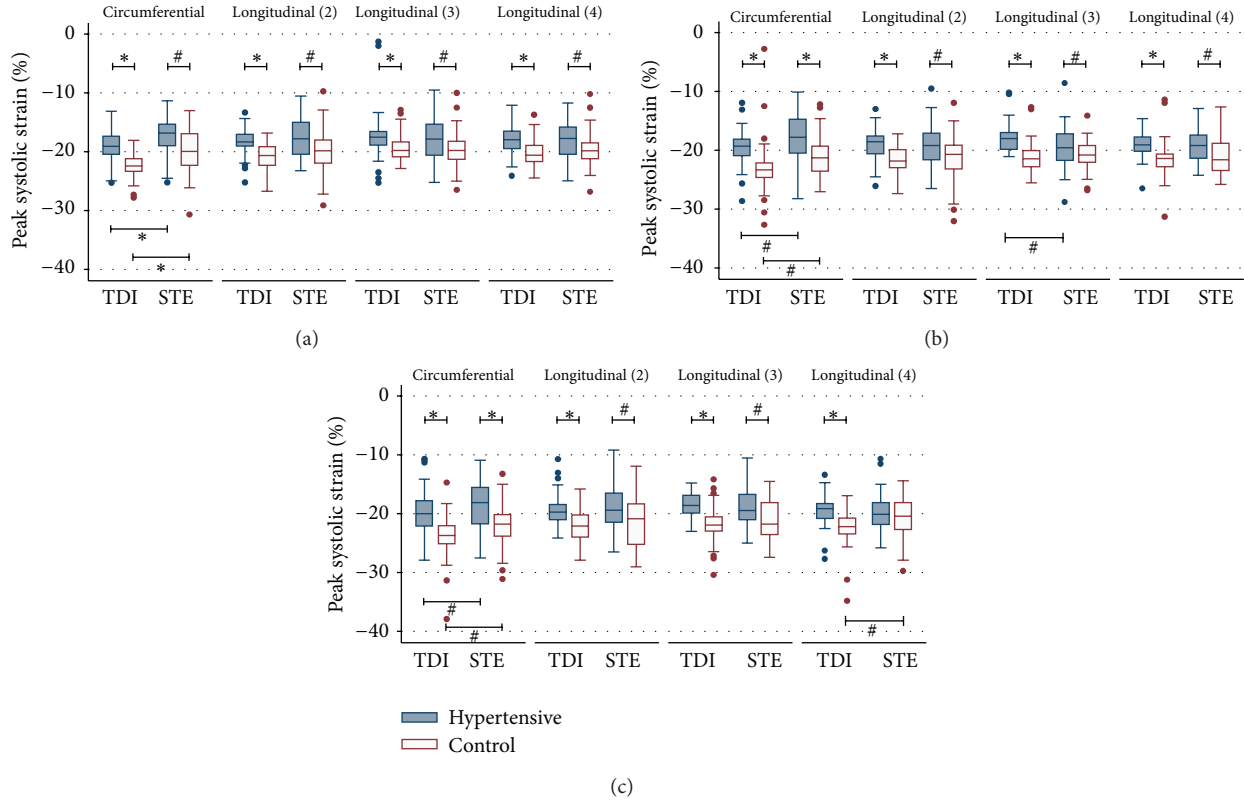 Circumferential Longitudinal (2) Longitudinal (3) Longitudinal (4)
Peak systolic strain (%)
0
* # * # * # * #
−10
−20
−30
*
*
−40
TDI STE TDI STE TDI STE TDI STE
(a)
Circumferential Longitudinal (2) Longitudinal (3) Longitudinal (4)
Peak systolic strain (%)
0
* * * # * # * #
−10
−20
−30
# #
#
−40
TDI STE TDI STE TDI STE TDI STE
(b)
Circumferential Longitudinal (2) Longitudinal (3) Longitudinal (4)
Peak systolic strain (%)
0
* * * # * # *
−10
−20
−30
#
# #
−40
TDI STE TDI STE TDI STE TDI STE
Hypertensive
Control
(c)